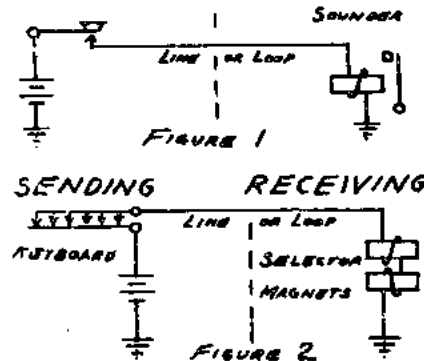 SOUNDER
LINE OR LOOP
FIGURE 1
SENDING RECEIVING
LINE OR LOOP
KEYBOARD
SELECTOR
MAGNETS
FIGURE 2